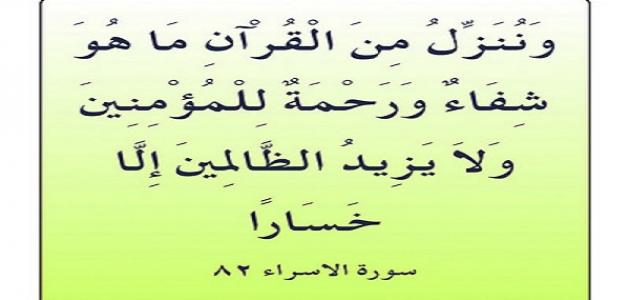 وَنُنَزِّلُ مِنَ الْقُرْآنِ مَا هُوَ
شِفَاءٌ وَرَحْمَةٌ لِلْمُؤْمِنِينَ
وَلَا يَزِيدُ الظَّالِمِينَ إِلَّا
خَسَارًا
سورة الاسراء ٨٢